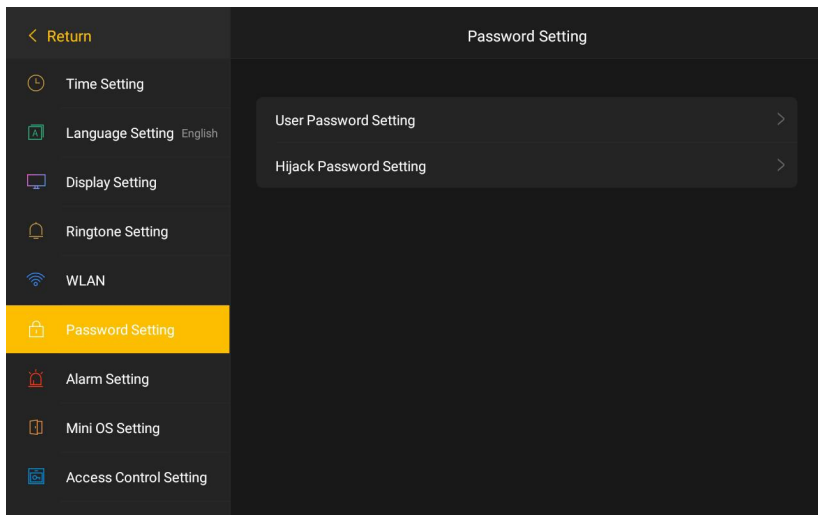 Return
Password Setting
Time Setting
Language Setting English
Display Setting
Ringtone Setting
WLAN
Password Setting
Alarm Setting
Mini OS Setting
Access Control Setting
User Password Setting
Hijack Password Setting